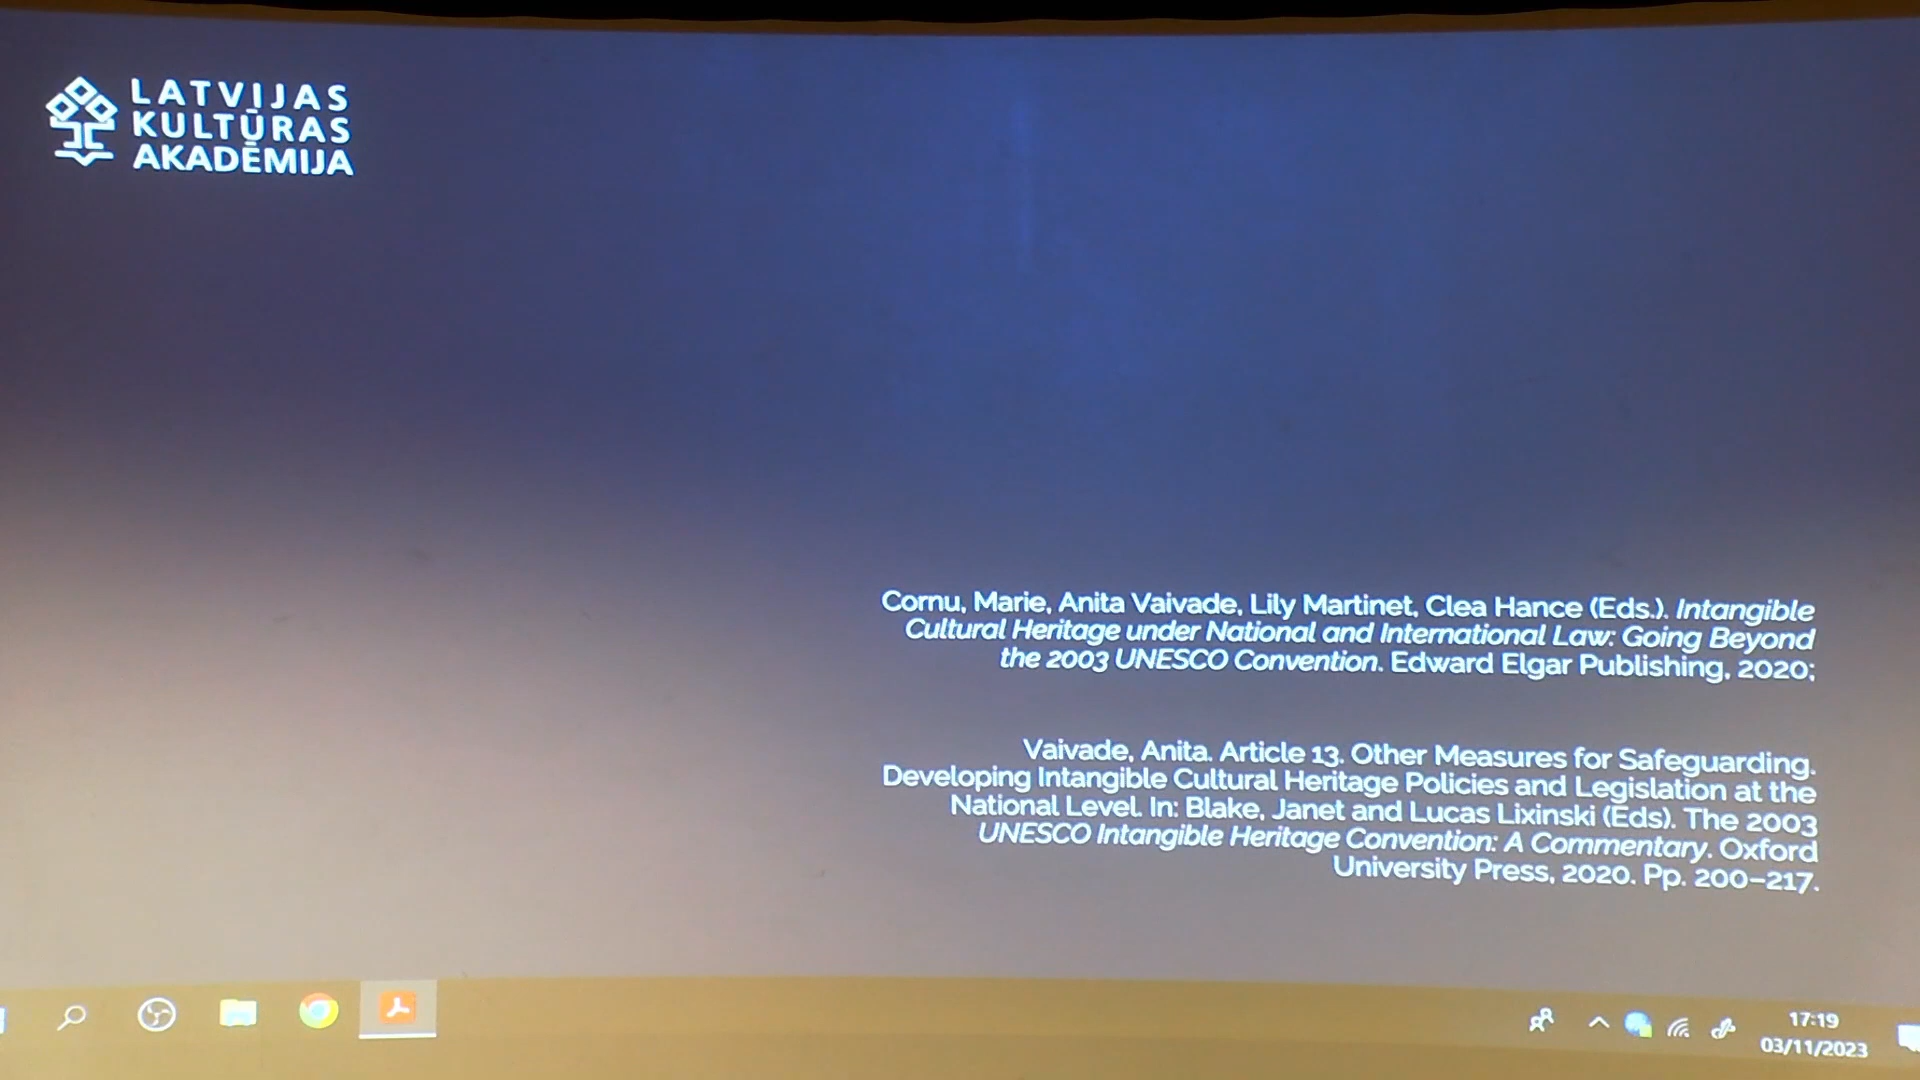 LATVIJAS
KULTŪRAS
AKADĒMIJA
Cornu, Marie, Anita Vaivade, Lily Martinet, Clea Hance (Eds.). Intangible
Cultural Heritage under National and International Law: Going Beyond
the 2003 UNESCO Convention. Edward Elgar Publishing, 2020;
Vaivade, Anita. Article 13. Other Measures for Safeguarding.
Developing Intangible Cultural Heritage Policies and Legislation at the
National Level. In: Blake, Janet and Lucas Lixinski (Eds). The 2003
UNESCO Intangible Heritage Convention: A Commentary. Oxford
University Press, 2020. Pp. 200–217.
17:19
03/11/2023